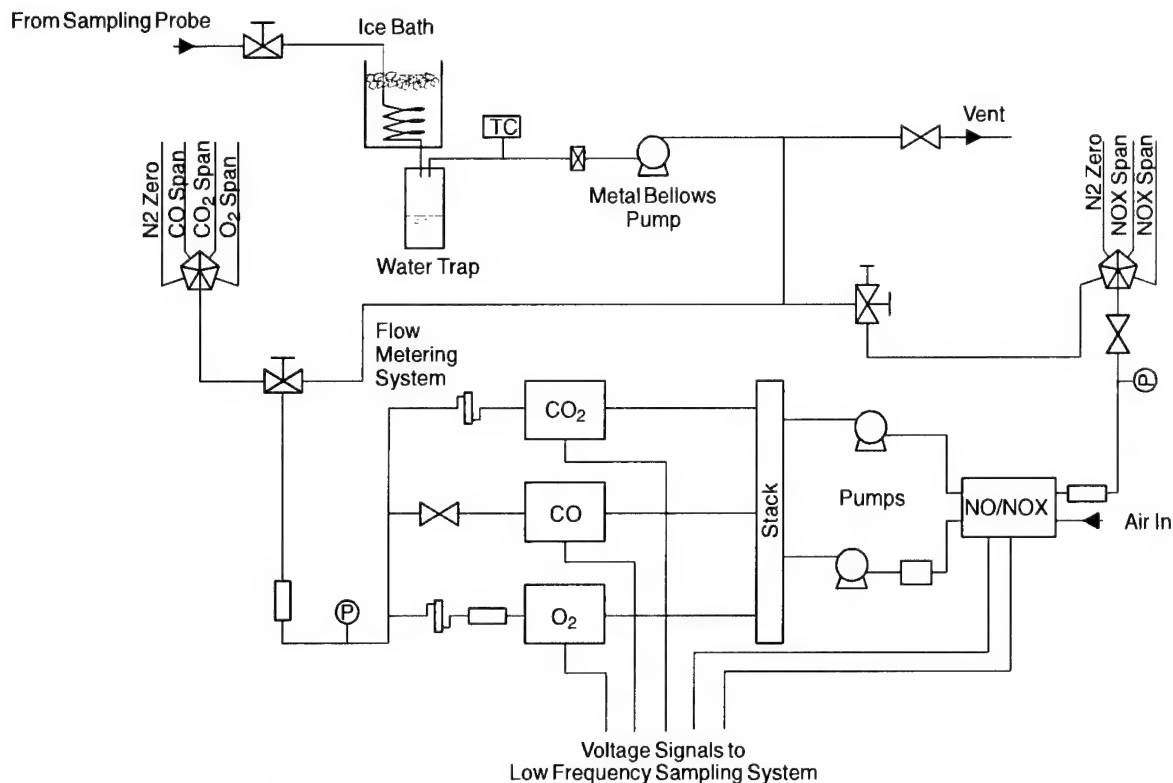 From Sampling Probe
Ice Bath
TC
Vent
N2 Zero
CO Span
CO₂ Span
O₂ Span
Metal Bellows
Pump
Water Trap
N2 Zero
NOX Span
NOX Span
Flow
Metering
System
P
CO₂
CO
O₂
Stack
Pumps
NO/NOX
Air In
P
Voltage Signals to
Low Frequency Sampling System